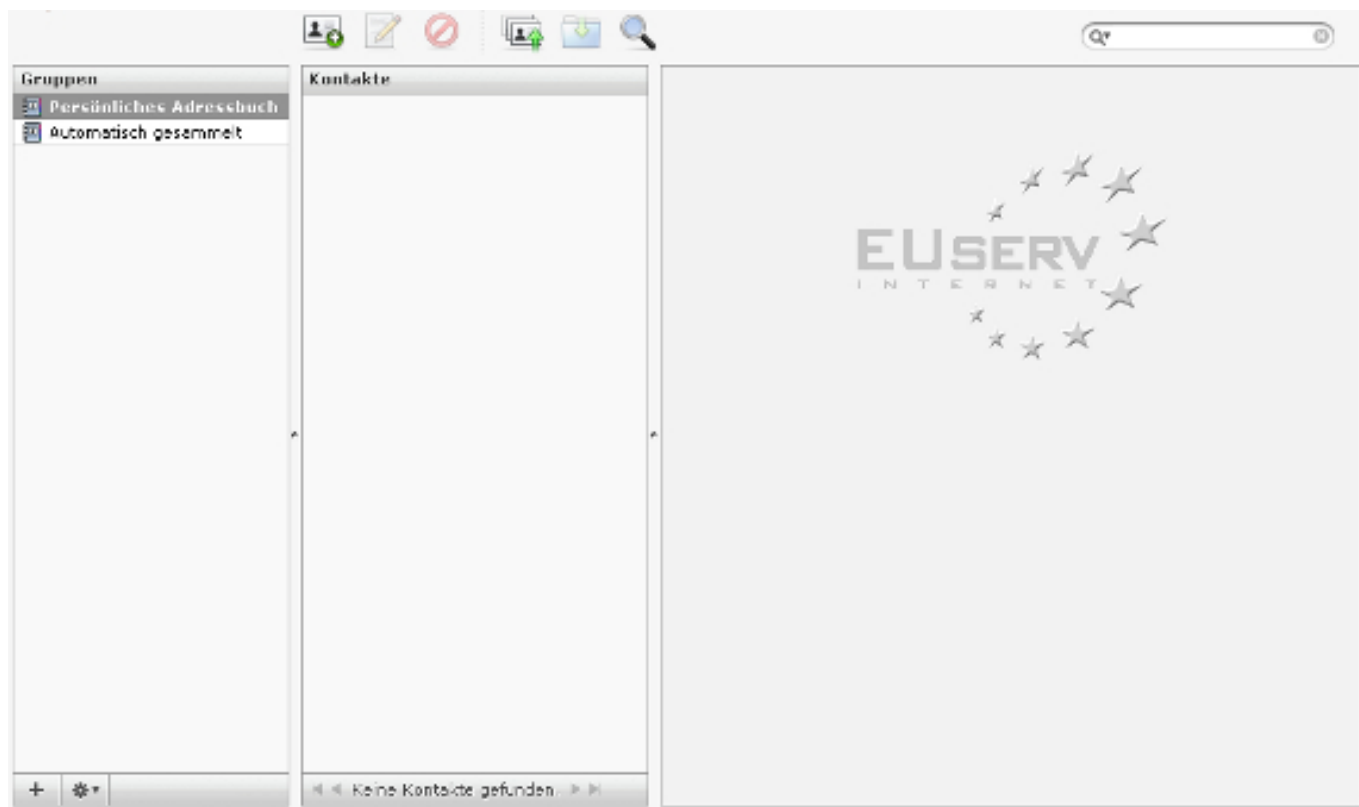 Gruppen
Persönliches Adressbuch
Automatisch gesammelt
Kontakte
EUSERV
INTERNET
Keine Kontakte gefunden.